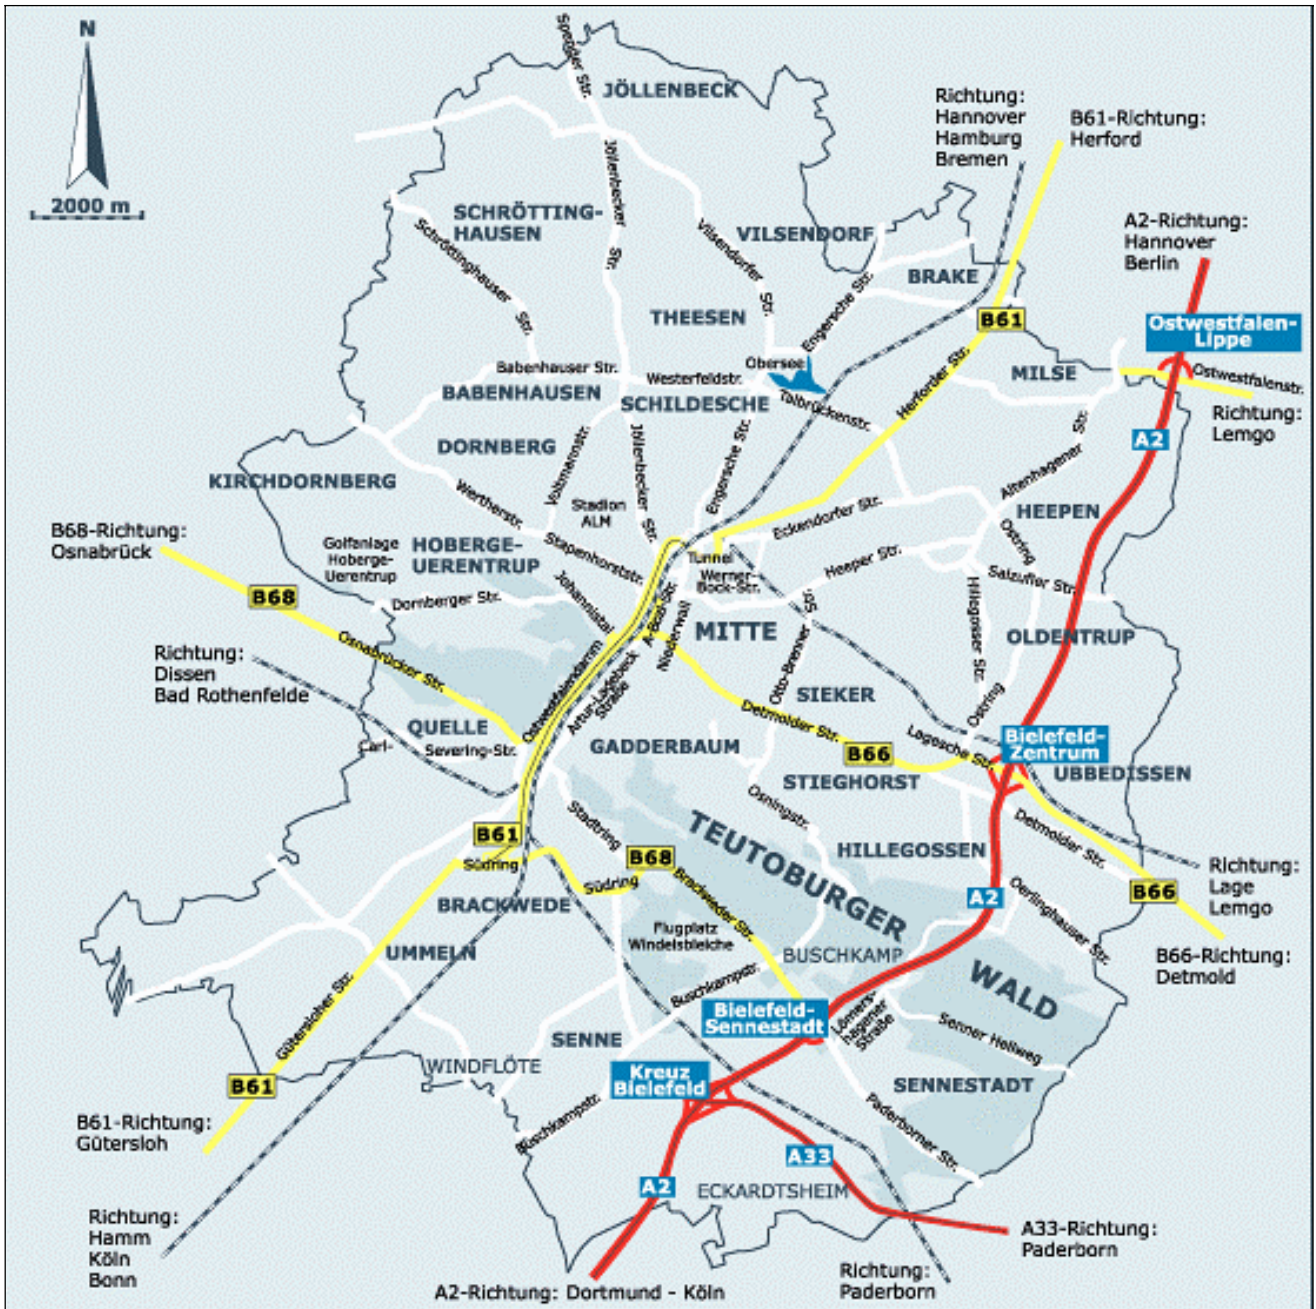 N
2000 m
Speőder Str.
JÖLLENBECK
Richtung:
Hannover
Hamburg
Bremen
B61-Richtung:
Herford
Jöllenbecker
Str.
SCHRÖTTING-
HAUSEN
Schröttinghauser
Str.
Vilsendorfer
Str.
VILSENDORF
A2-Richtung:
Hannover
Berlin
BRAKE
Engersche Str.
THEESEN
B61
Ostwestfalen-
Lippe
Babenhauser Str.
Westerfeldstr.
Obersee
Herforder Str.
MILSE
Ostwestfalenstr.
BABENHAUSEN
SCHILDESCHE
Talbrückenstr.
Richtung:
Lemgo
DORNBERG
Voltmannstr.
Jöllenbecker Str.
Engersche Str.
Altenhagener
Str.
A2
KIRCHDORNBERG
Wertherstr.
Stadion
ALM
Eckendorfer Str.
HEEPEN
B68-Richtung:
Osnabrück
Golfanlage
Hoberge-
Uerentrup
HOBERGE-
UERENTRUP
Stapenhorststr.
Tunnel
Werner-
Bock-Str.
Heeper Str.
Ostring
Salzufler Str.
B68
Dornberger Str.
Johannistal
A-Bozi-Str.
Niederwall
MITTE
Otto-Brenner
Str.
Hillegosser Str.
OLDENTRUP
Richtung:
Dissen
Bad Rothenfelde
Osnabrücker Str.
Ostwestfalendamm
Artur-Ladebeck
Straße
SIEKER
Ostring
QUELLE
Carl-
Severing-Str.
GADDERBAUM
Detmolder Str.
B66
Lagesche Str.
Bielefeld-
Zentrum
UBBEDISSEN
STIEGHORST
Osningstr.
Stadtring
TEUTOBURGER
WALD
B61
Südring
B68
Südring
HILLEGOSSEN
Detmolder Str.
Richtung:
Lage
Lemgo
BRACKWEDE
Brackweder Str.
A2
Oerlinghauser Str.
B66
UMMELN
Flugplatz
Windelsbleiche
BUSCHKAMP
B66-Richtung:
Detmold
Buschkampstr.
Gütersloher Str.
Bielefeld-
Sennestadt
Lämers-
hagener
Straße
Senner Hellweg
SENNE
WINDFLÖTE
Kreuz
Bielefeld
SENNESTADT
B61
Buschkampstr.
Paderborner Str.
B61-Richtung:
Gütersloh
A33
A2
ECKARDTSHEIM
Richtung:
Hamm
Köln
Bonn
A33-Richtung:
Paderborn
Richtung:
Paderborn
A2-Richtung: Dortmund - Köln